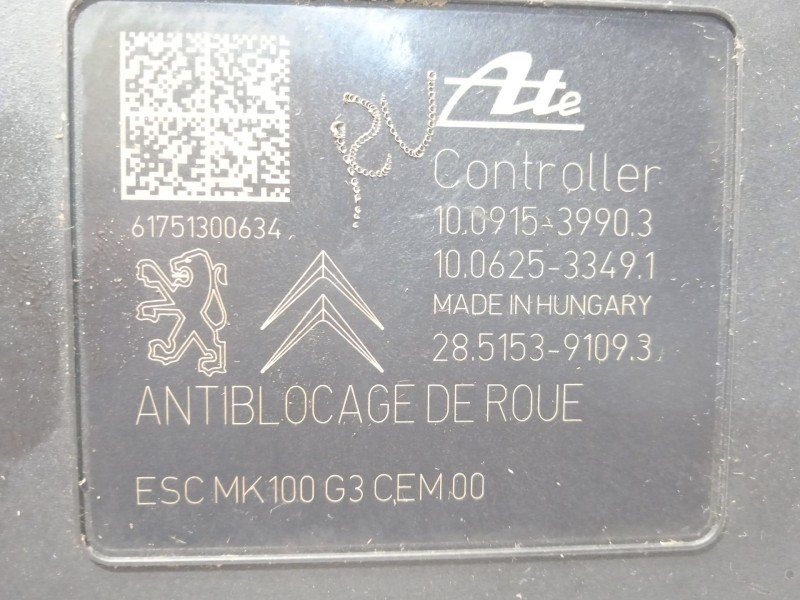 Ate
Controller
10.0915-3990.3
10.0625-3349.1
MADE IN HUNGARY
28.5153-9109.3
61751300634
ANTIBLOCAGE DE ROUE
ESC MK100 G3 CEM 00